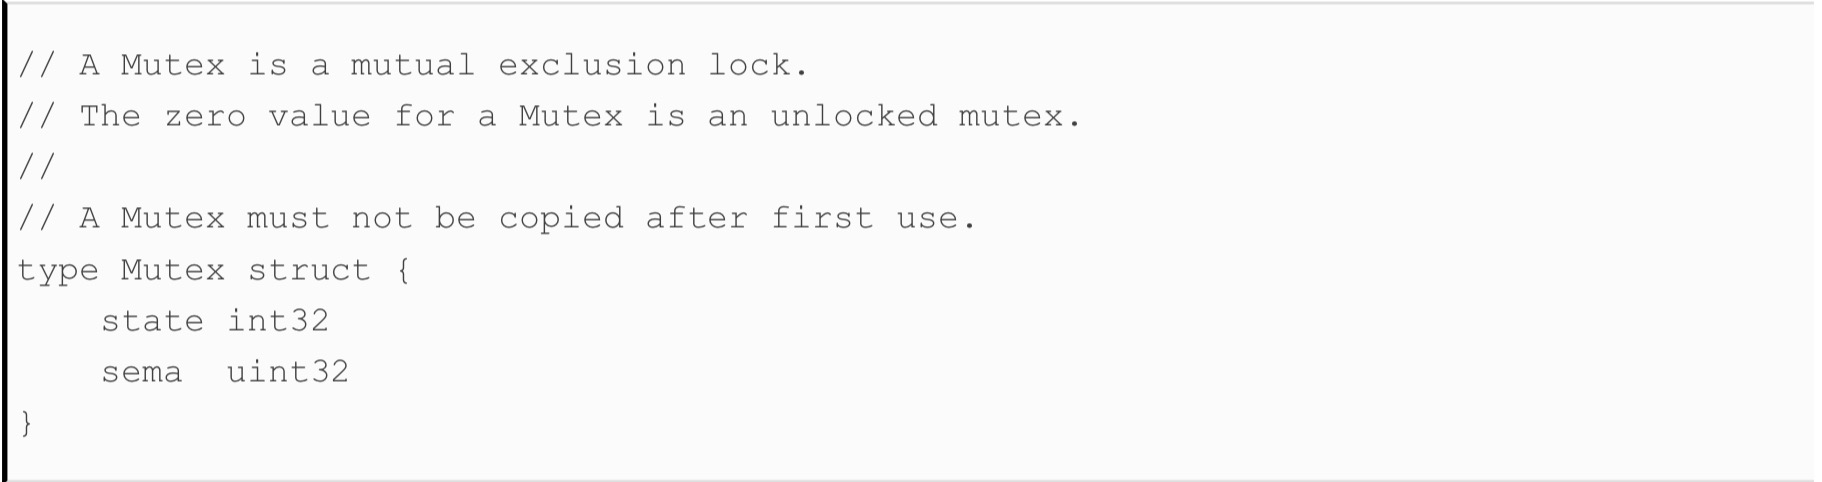 // A Mutex is a mutual exclusion lock.
// The zero value for a Mutex is an unlocked mutex.
//
// A Mutex must not be copied after first use.
type Mutex struct {
    state int32
    sema  uint32
}